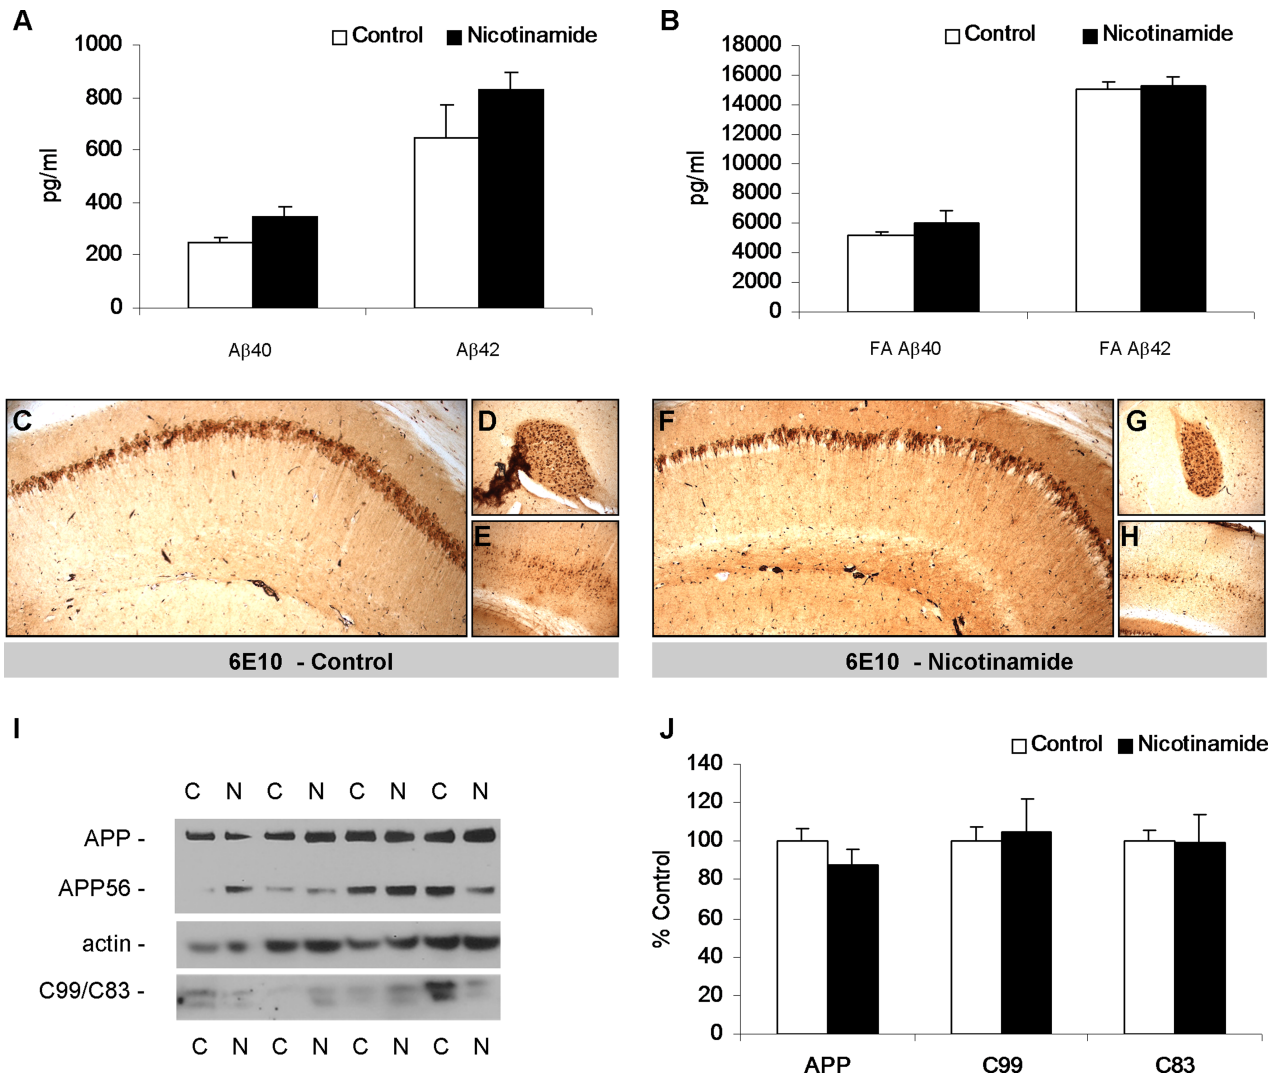 A
Control Nicotinamide
1000
800
600
400
200
0
pg/ml
Aβ40 Aβ42
B
Control Nicotinamide
18000
16000
14000
12000
10000
8000
6000
4000
2000
0
pg/ml
FA Aβ40 FA Aβ42
C
D
E
6E10 - Control
F
G
H
6E10 - Nicotinamide
I
C N C N C N C N
APP -
APP56 -
actin -
C99/C83 -
C N C N C N C N
J
Control Nicotinamide
140
120
100
80
60
40
20
0
% Control
APP C99 C83